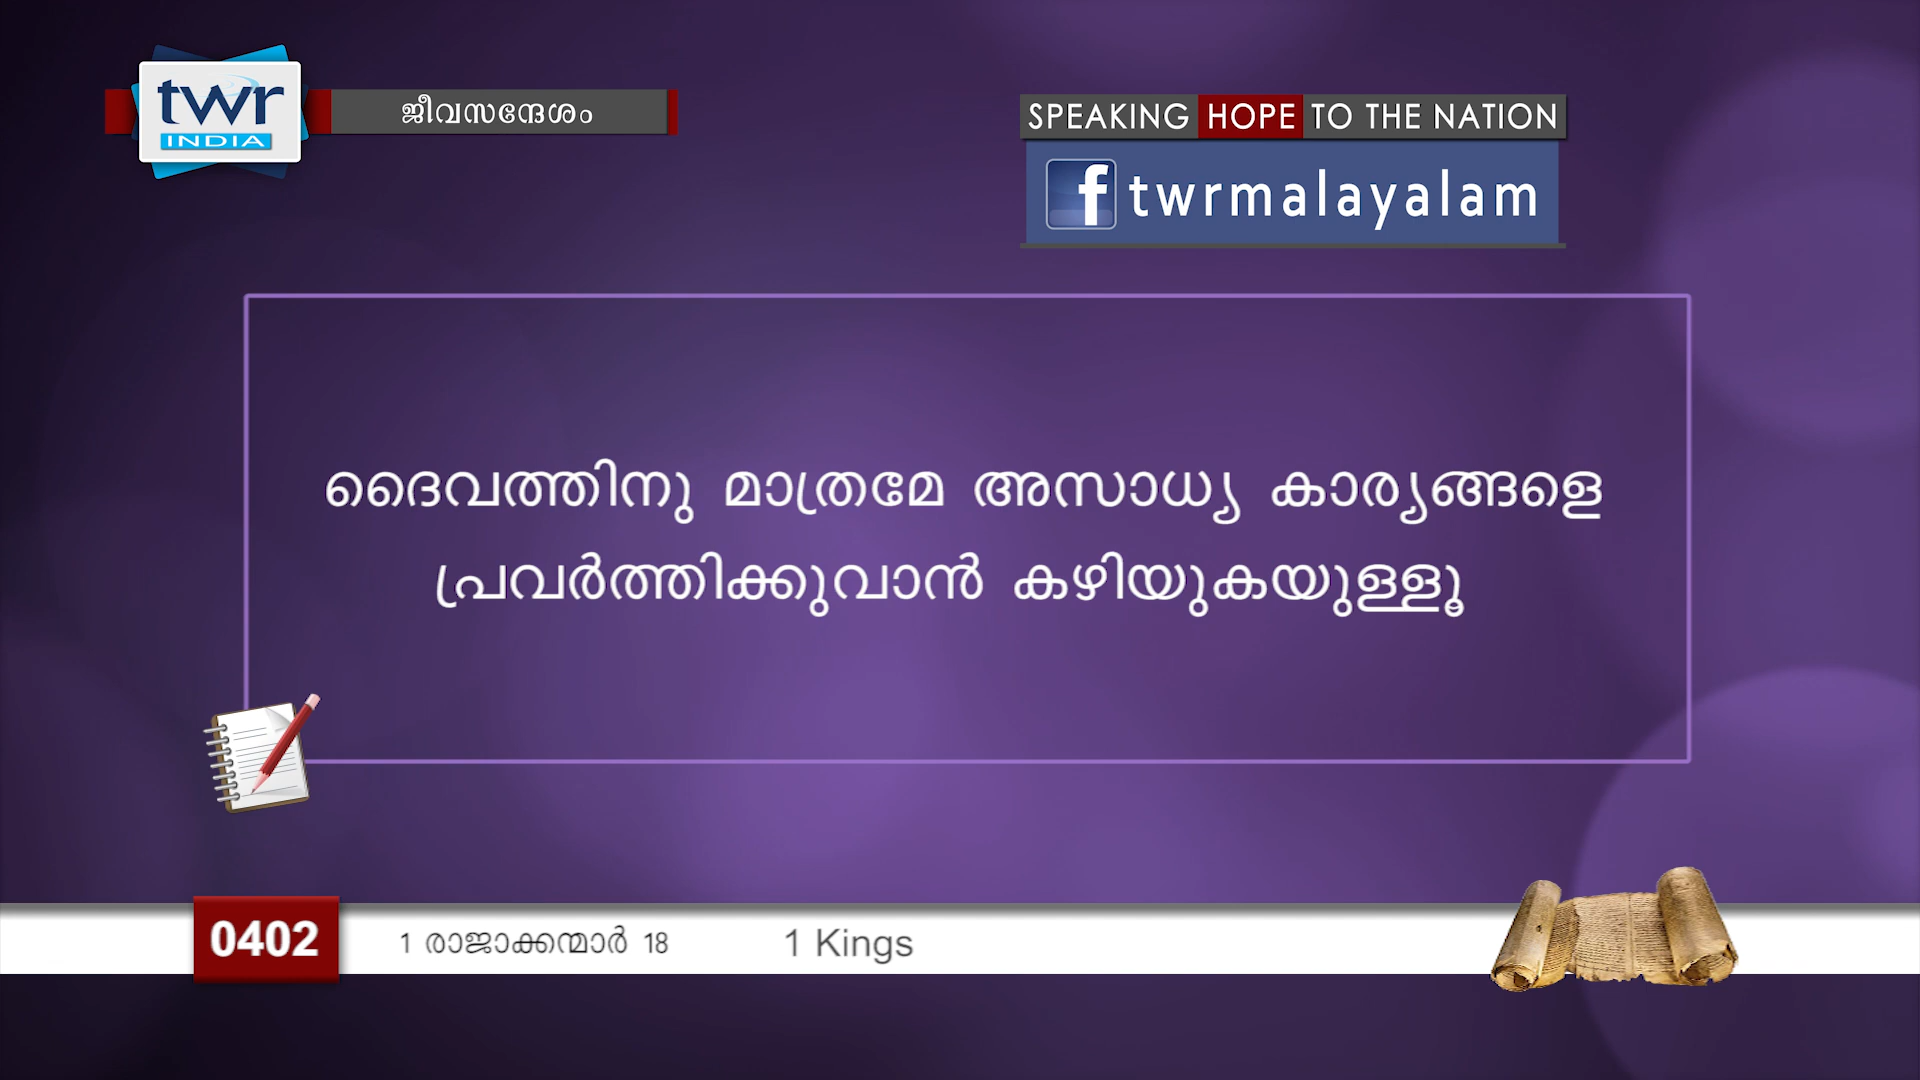 twr
INDIA
ജീവസന്ദേശം
SPEAKING HOPE TO THE NATION
f twrmalayalam
ദൈവത്തിനു മാത്രമേ അസാധ്യ കാര്യങ്ങളെ
പ്രവർത്തിക്കുവാൻ കഴിയുകയുള്ളൂ
0402 1 രാജാക്കന്മാർ 18 1 Kings